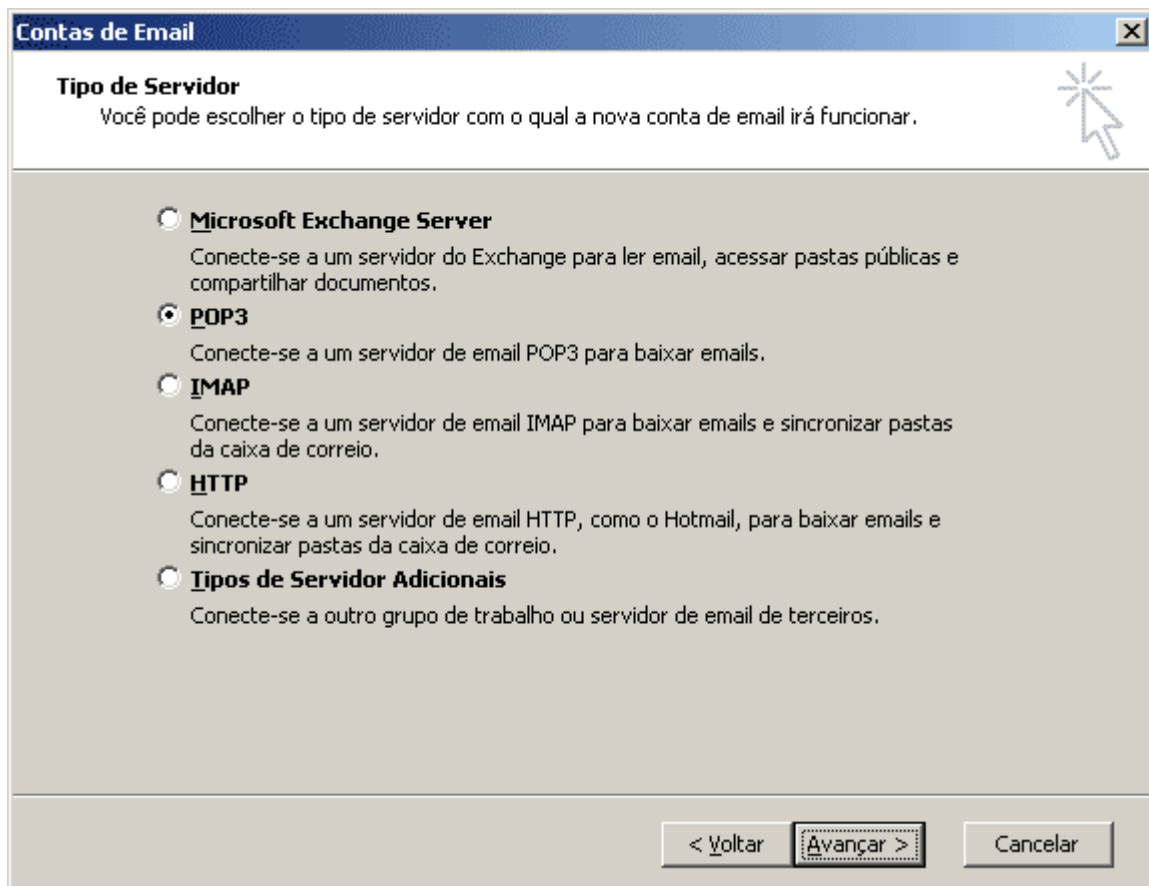 Contas de Email
Tipo de Servidor
Você pode escolher o tipo de servidor com o qual a nova conta de email irá funcionar.
Microsoft Exchange Server
Conecte-se a um servidor do Exchange para ler email, acessar pastas públicas e
compartilhar documentos.
POP3
Conecte-se a um servidor de email POP3 para baixar emails.
IMAP
Conecte-se a um servidor de email IMAP para baixar emails e sincronizar pastas
da caixa de correio.
HTTP
Conecte-se a um servidor de email HTTP, como o Hotmail, para baixar emails e
sincronizar pastas da caixa de correio.
Tipos de Servidor Adicionais
Conecte-se a outro grupo de trabalho ou servidor de email de terceiros.
< Voltar Avançar > Cancelar